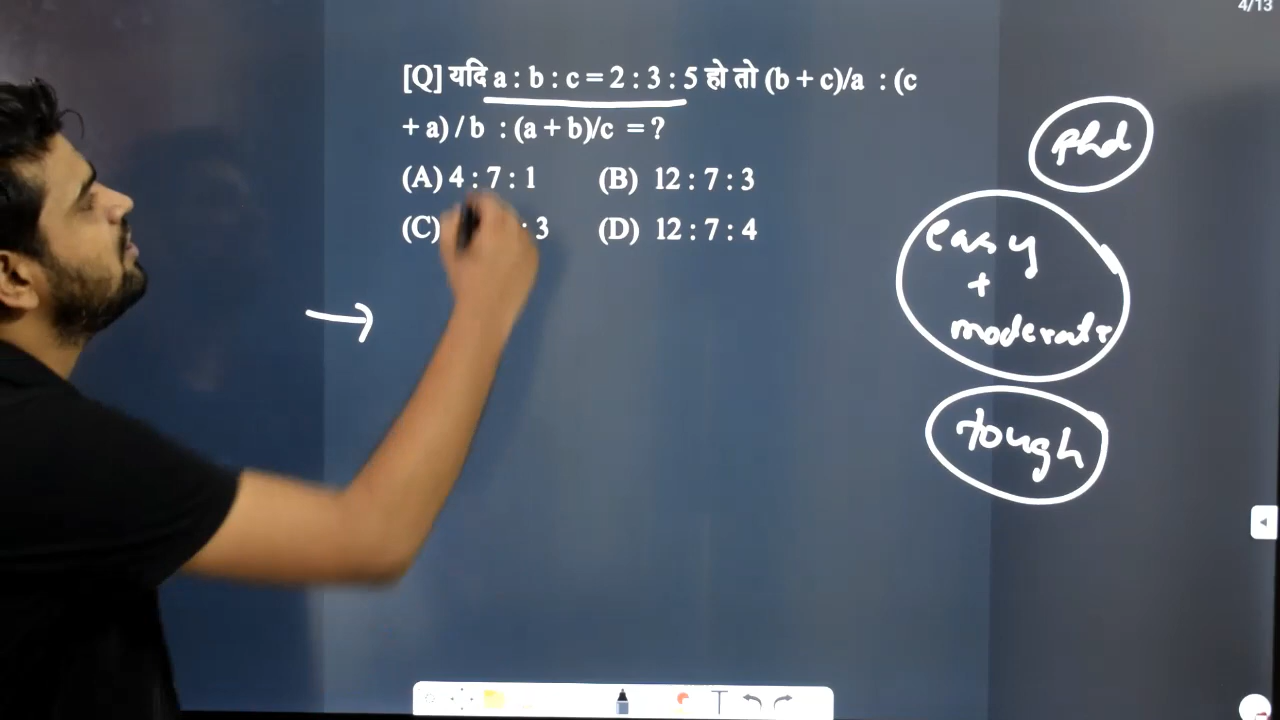 4/13
[Q] यदि a : b : c = 2 : 3 : 5 हो तो (b + c)/a : (c
+ a) / b : (a + b)/c = ?
(A) 4 : 7 : 1 (B) 12 : 7 : 3
(C) : 3 (D) 12 : 7 : 4
Phd
easy
+
moderate
tough
T